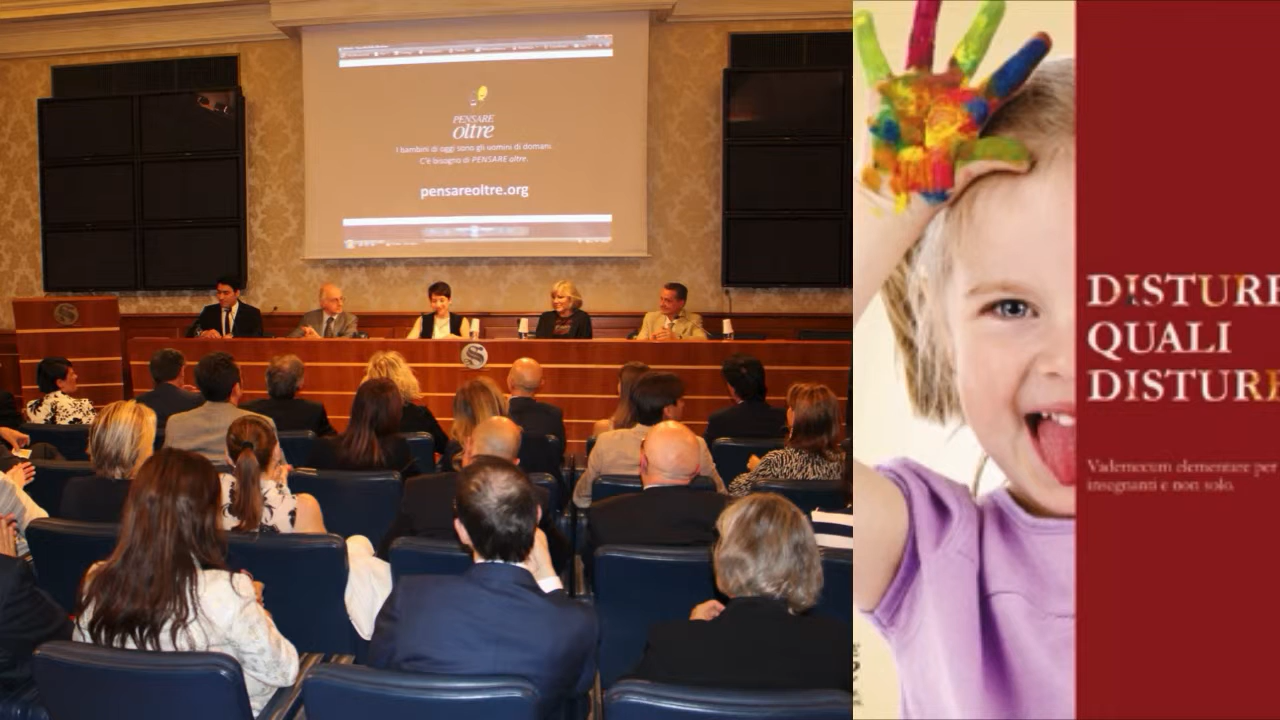 PENSARE
oltre
I bambini di oggi sono gli uomini di domani.
C'è bisogno di PENSARE oltre.
pensareoltre.org
S
DISTURB
QUALI
DISTURB
Vademecum elementare per
insegnanti e non solo.